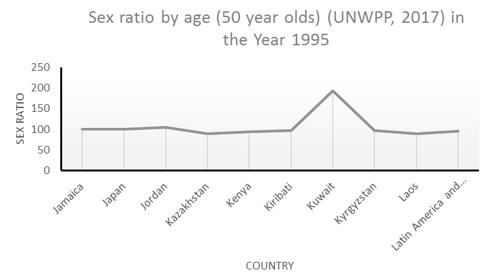 Sex ratio by age (50 year olds) (UNWPP, 2017) in
the Year 1995
250
200
150
100
50
0
SEX RATIO
Jamaica
Japan
Jordan
Kazakhstan
Kenya
Kiribati
Kuwait
Kyrgyzstan
Laos
Latin America and...
COUNTRY